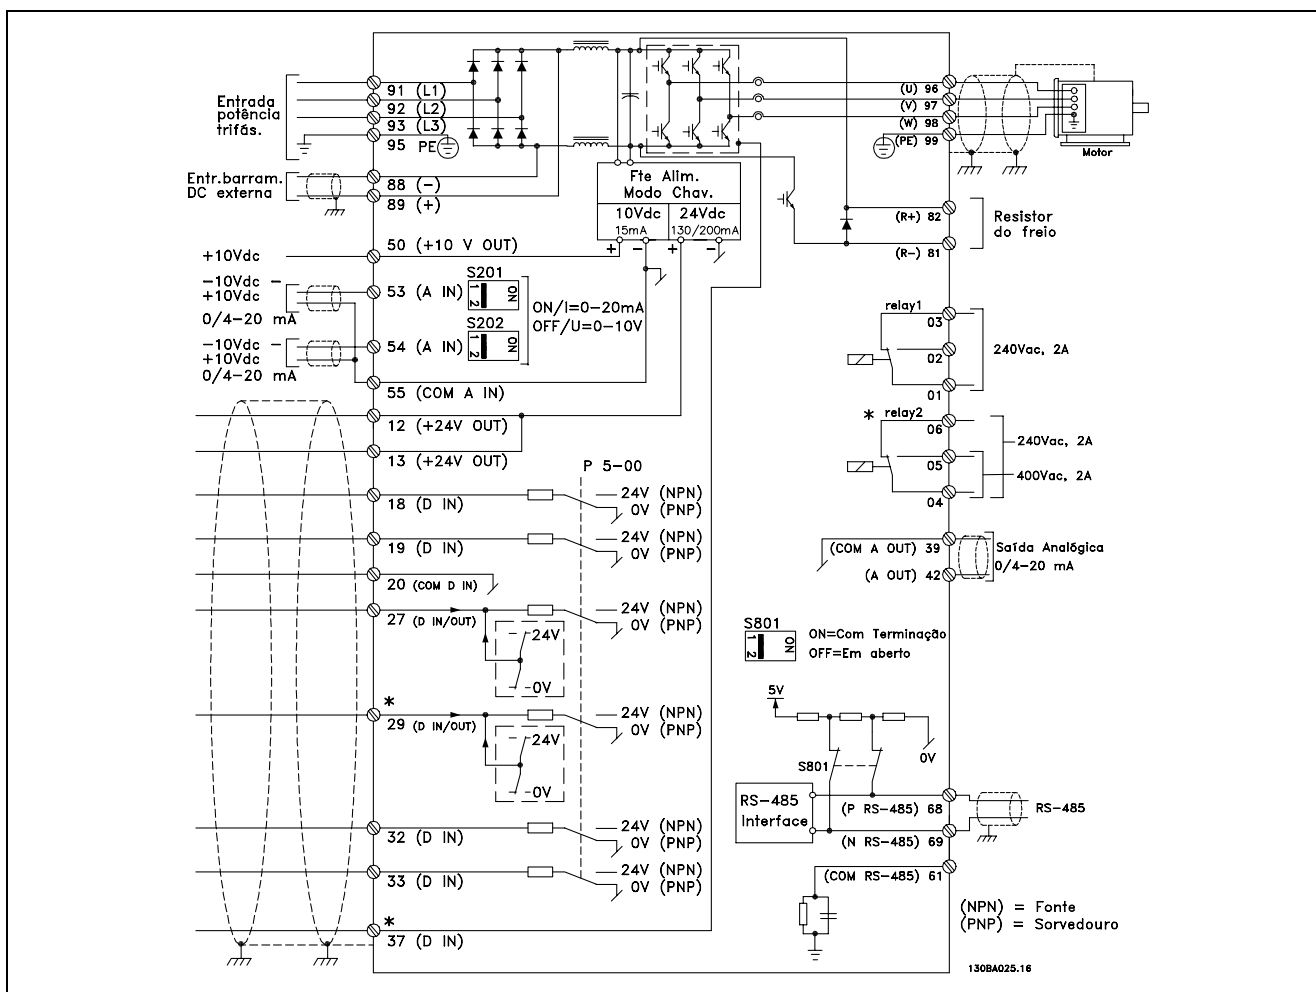 Entrada
potência
trifás.
91 (L1)
92 (L2)
93 (L3)
95 PE
Entr.barram.
DC externa
88 (-)
89 (+)
+10Vdc
50 (+10 V OUT)
-10Vdc -
+10Vdc
0/4-20 mA
53 (A IN)
-10Vdc -
+10Vdc
0/4-20 mA
54 (A IN)
55 (COM A IN)
S201
1 2
ON
S202
1 2
ON
ON/I=0-20mA
OFF/U=0-10V
Fte Alim.
Modo Chav.
10Vdc
15mA
24Vdc
130/200mA
+ - + -
12 (+24V OUT)
13 (+24V OUT)
P 5-00
18 (D IN)
24V (NPN)
0V (PNP)
19 (D IN)
24V (NPN)
0V (PNP)
20 (COM D IN)
27 (D IN/OUT)
24V (NPN)
0V (PNP)
24V
0V
*
29 (D IN/OUT)
24V (NPN)
0V (PNP)
24V
0V
32 (D IN)
24V (NPN)
0V (PNP)
33 (D IN)
24V (NPN)
0V (PNP)
*
37 (D IN)
(U) 96
(V) 97
(W) 98
(PE) 99
Motor
(R+) 82
(R-) 81
Resistor
do freio
relay1
03
02
01
240Vac, 2A
* relay2
06
05
04
240Vac, 2A
400Vac, 2A
(COM A OUT) 39
(A OUT) 42
Saída Analógica
0/4-20 mA
S801
1 2
ON
ON=Com Terminação
OFF=Em aberto
5V
0V
S801
RS-485
Interface
(P RS-485) 68
(N RS-485) 69
(COM RS-485) 61
RS-485
(NPN) = Fonte
(PNP) = Sorvedouro
130BA025.16